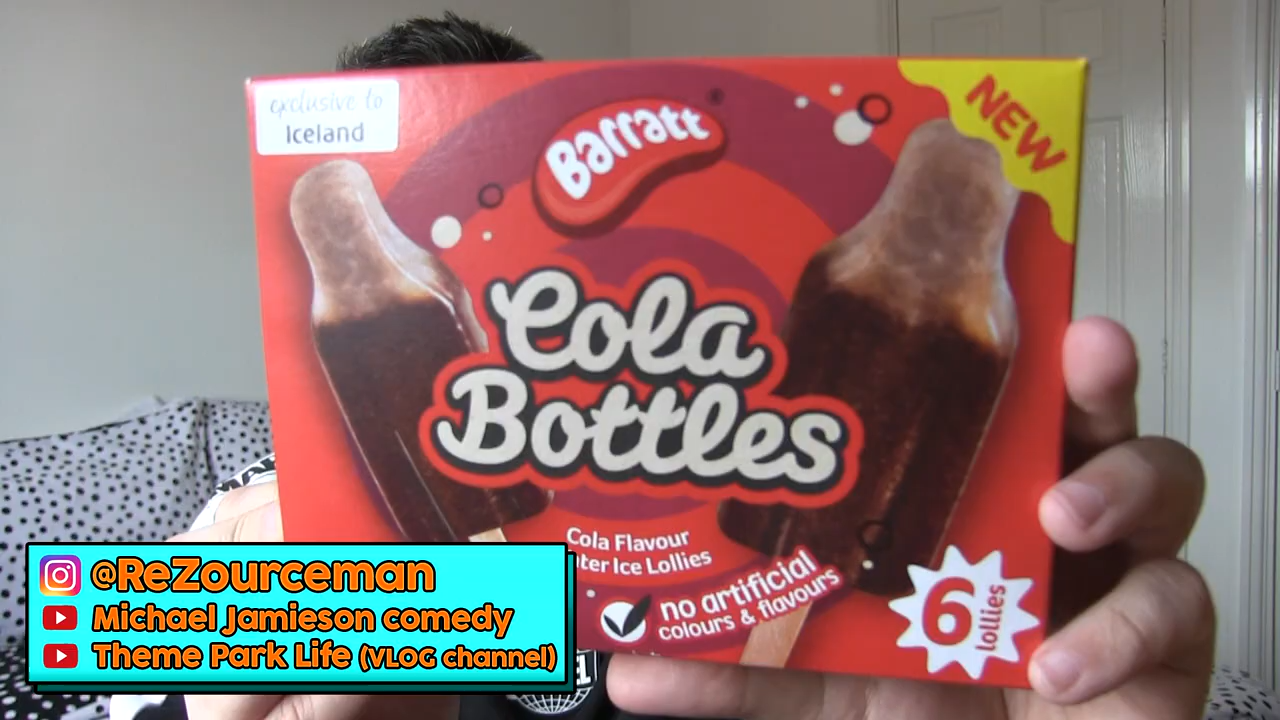 exclusive to
Iceland
Barratt
NEW
Cola
Bottles
Cola Flavour
Ice Lollies
no artificial
colours & flavours
6
lollies
@ReZourceman
Michael Jamieson comedy
Theme Park Life (VLOG channel)